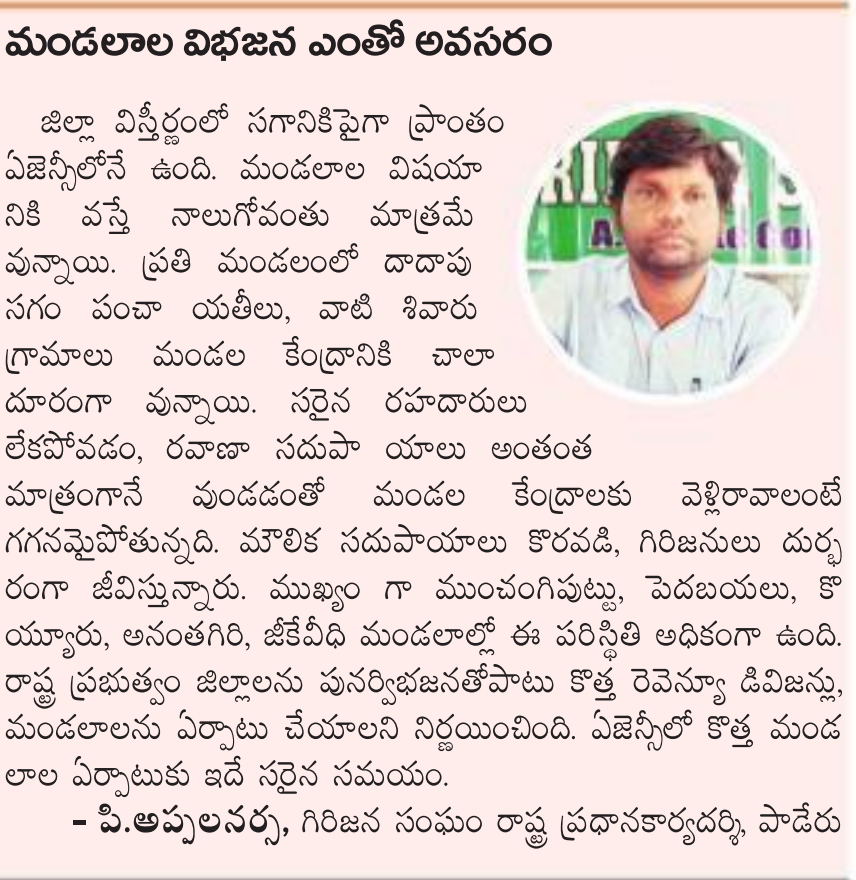 మండలాల విభజన ఎంతో అవసరం
జిల్లా విస్తీర్ణంలో సగానికిపైగా ప్రాంతం
ఏజెన్సీలోనే ఉంది. మండలాల విషయా
నికి వస్తే నాలుగోవంతు మాత్రమే
వున్నాయి. ప్రతి మండలంలో దాదాపు
సగం పంచా యతీలు, వాటి శివారు
గ్రామాలు మండల కేంద్రానికి చాలా
దూరంగా వున్నాయి. సరైన రహదారులు
లేకపోవడం, రవాణా సదుపా యాలు అంతంత
మాత్రంగానే వుండడంతో మండల కేంద్రాలకు వెళ్లిరావాలంటే
గగనమైపోతున్నది. మౌలిక సదుపాయాలు కొరవడి, గిరిజనులు దుర్భ
రంగా జీవిస్తున్నారు. ముఖ్యం గా ముంచంగిపుట్టు, పెదబయలు, కొ
య్యూరు, అనంతగిరి, జీకేవీధి మండలాల్లో ఈ పరిస్థితి అధికంగా ఉంది.
రాష్ట్ర ప్రభుత్వం జిల్లాలను పునర్విభజనతోపాటు కొత్త రెవెన్యూ డివిజన్లు,
మండలాలను ఏర్పాటు చేయాలని నిర్ణయించింది. ఏజెన్సీలో కొత్త మండ
లాల ఏర్పాటుకు ఇదే సరైన సమయం.
- పి.అప్పలనర్స, గిరిజన సంఘం రాష్ట్ర ప్రధానకార్యదర్శి, పాడేరు